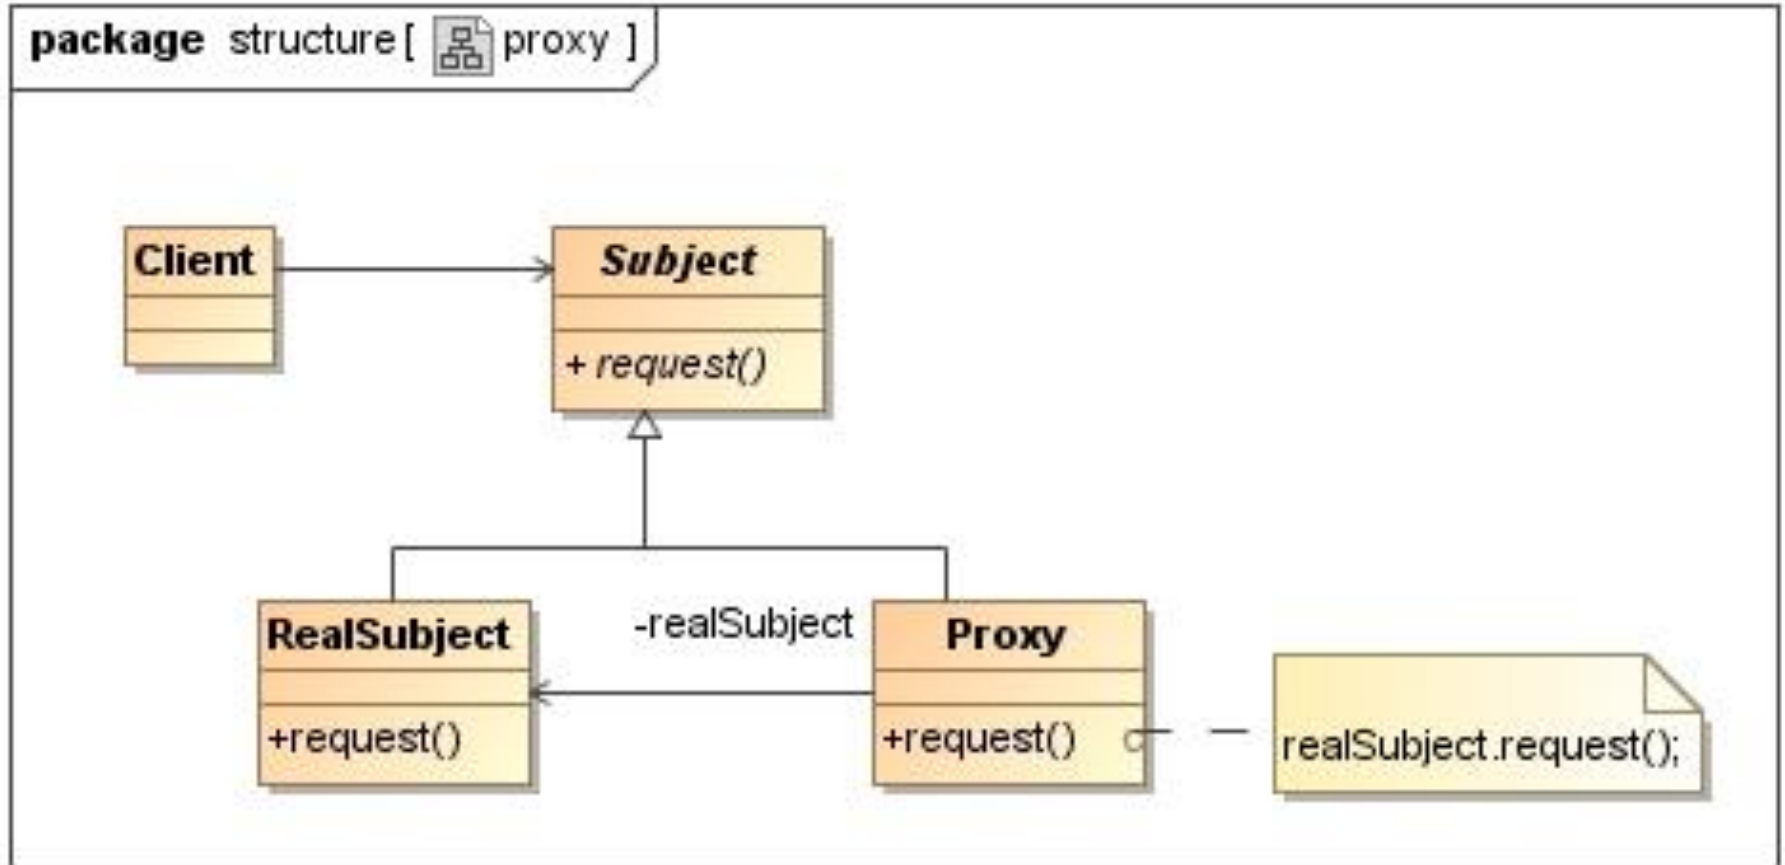 package structure[ proxy ]
Client
Subject
+ request()
-realSubject
RealSubject
+request()
Proxy
+request()
realSubject.request();